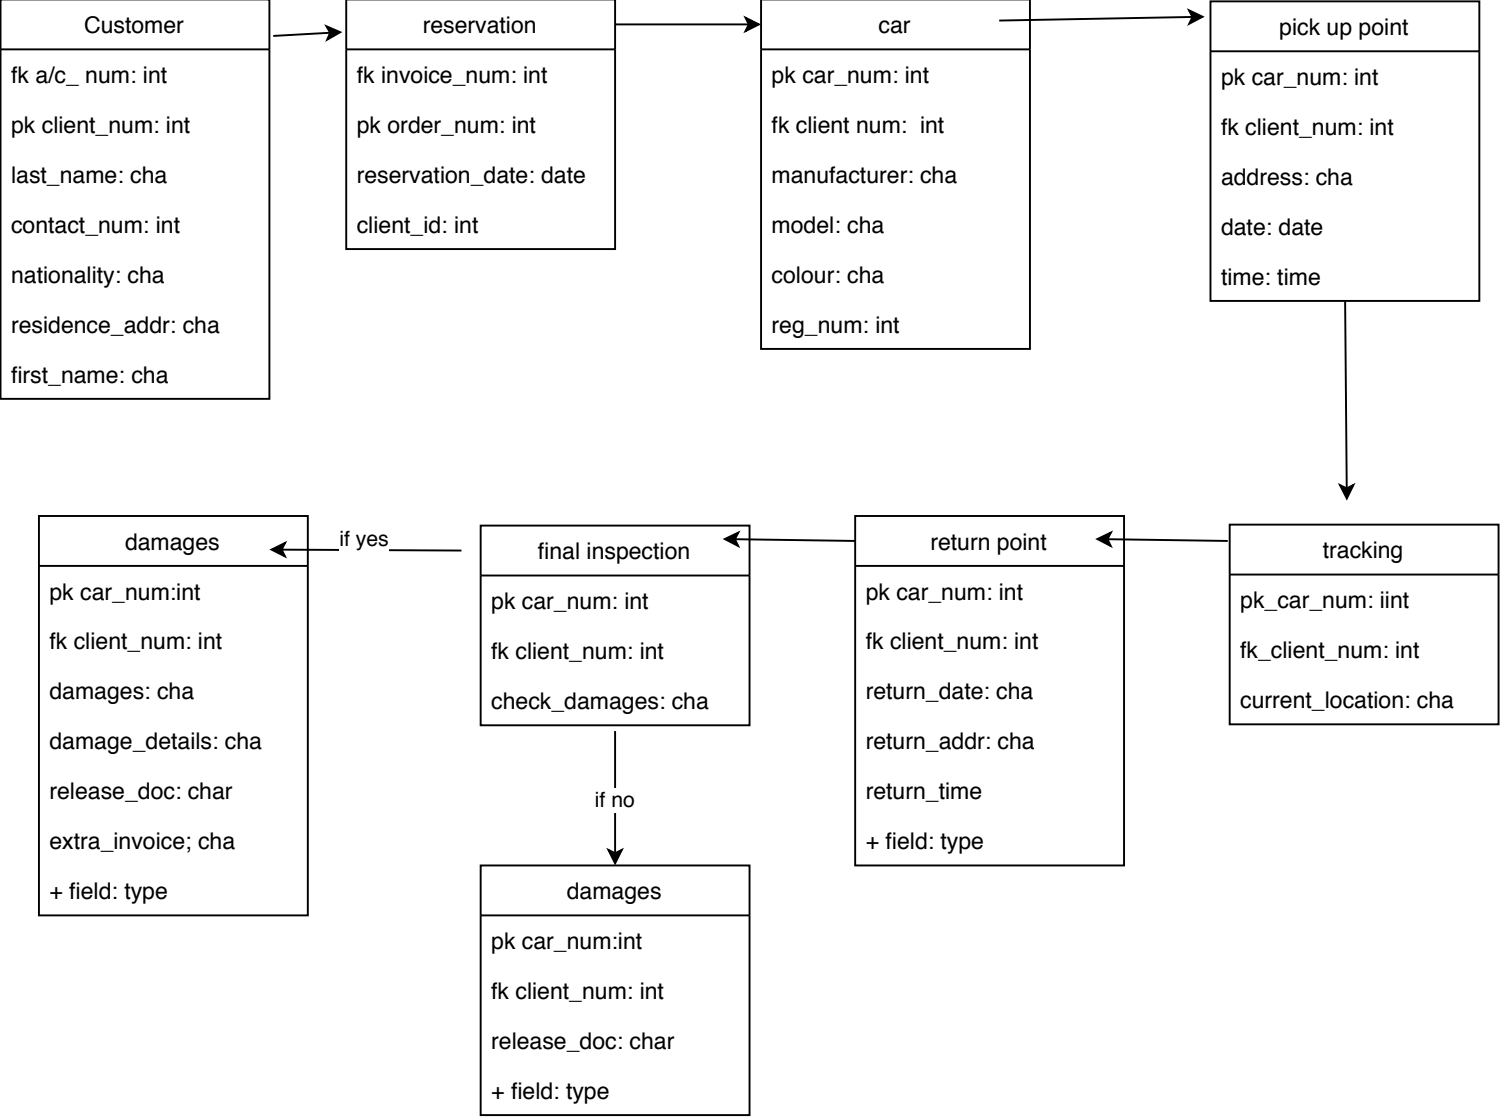 Customer
fk a/c_ num: int
pk client_num: int
last_name: cha
contact_num: int
nationality: cha
residence_addr: cha
first_name: cha
reservation
fk invoice_num: int
pk order_num: int
reservation_date: date
client_id: int
car
pk car_num: int
fk client num:  int
manufacturer: cha
model: cha
colour: cha
reg_num: int
pick up point
pk car_num: int
fk client_num: int
address: cha
date: date
time: time
tracking
pk_car_num: iint
fk_client_num: int
current_location: cha
return point
pk car_num: int
fk client_num: int
return_date: cha
return_addr: cha
return_time
+ field: type
final inspection
pk car_num: int
fk client_num: int
check_damages: cha
if yes
damages
pk car_num:int
fk client_num: int
damages: cha
damage_details: cha
release_doc: char
extra_invoice; cha
+ field: type
if no
damages
pk car_num:int
fk client_num: int
release_doc: char
+ field: type